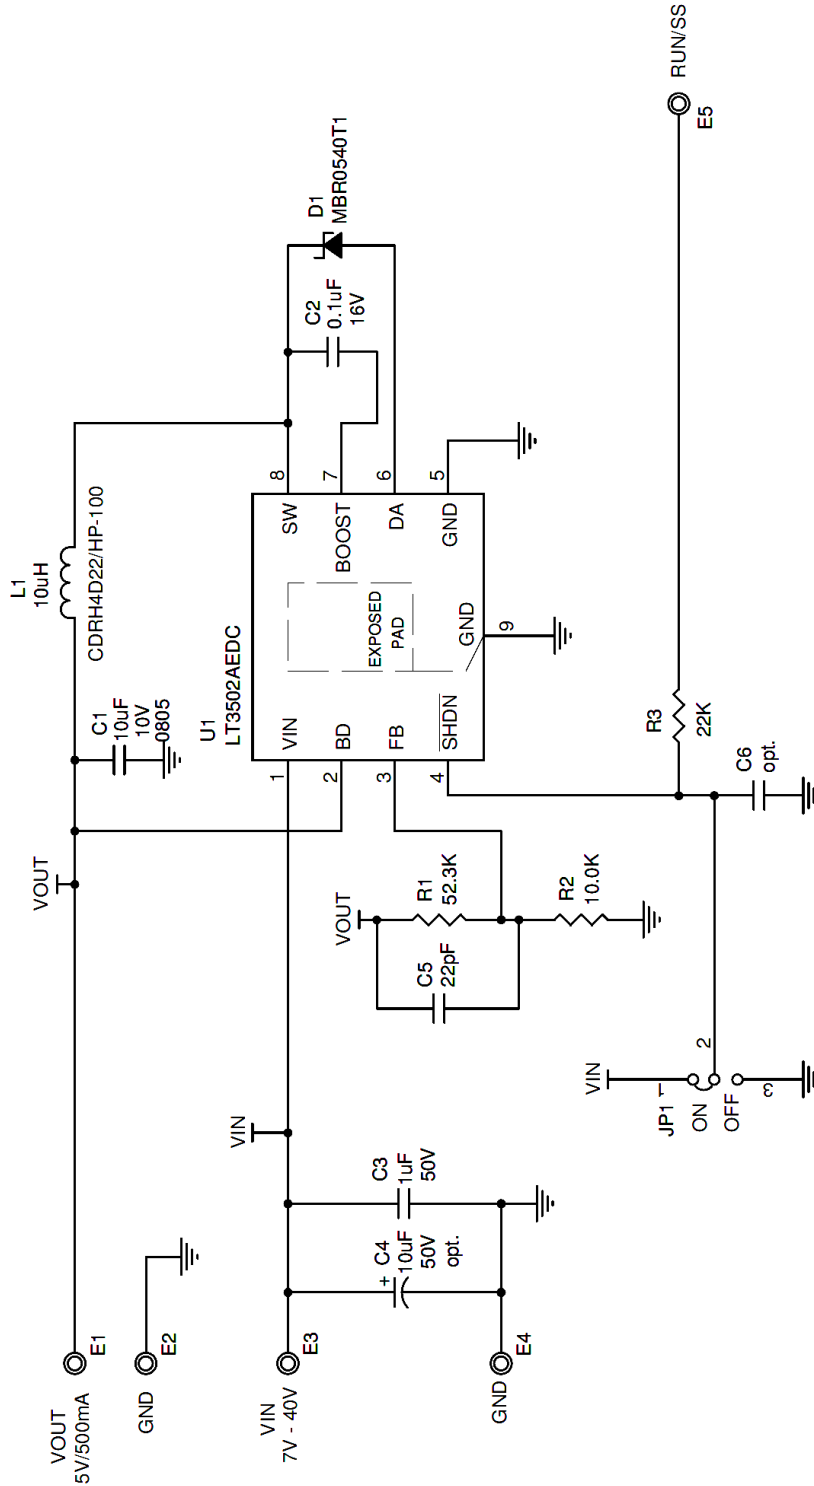 VOUT
5V/500mA
E1
GND
E2
VIN
7V - 40V
E3
GND
E4
C4
10uF
50V
opt.
+
C3
1uF
50V
VIN
VOUT
C1
10uF
10V
0805
L1
10uH
CDRH4D22/HP-100
U1
LT3502AEDC
VIN
BD
FB
SHDN
1
2
3
4
EXPOSED
PAD
GND
9
SW
BOOST
DA
GND
8
7
6
5
C2
0.1uF
16V
D1
MBR0540T1
VOUT
R1
52.3K
C5
22pF
R2
10.0K
VIN
JP1
ON
OFF
1
2
3
R3
22K
C6
opt.
RUN/SS
E5